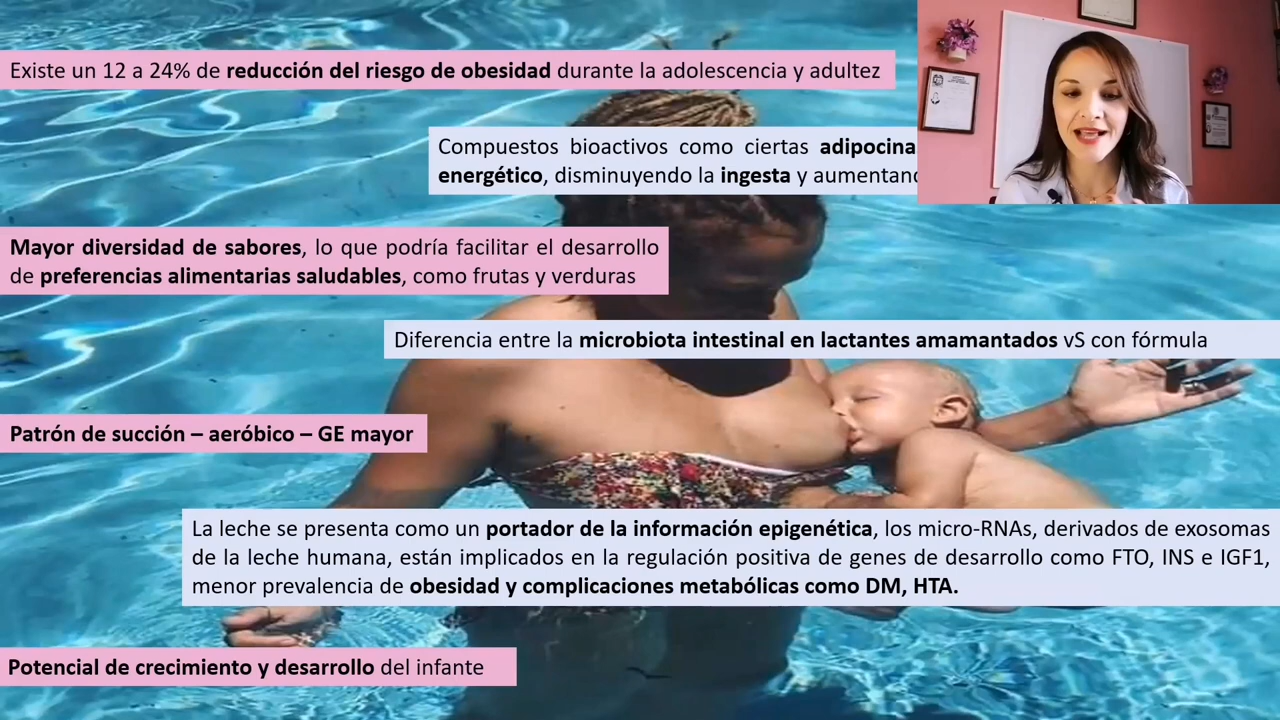 Existe un 12 a 24% de reducción del riesgo de obesidad durante la adolescencia y adultez
Compuestos bioactivos como ciertas adipocina
energético, disminuyendo la ingesta y aumentand
Mayor diversidad de sabores, lo que podría facilitar el desarrollo
de preferencias alimentarias saludables, como frutas y verduras
Diferencia entre la microbiota intestinal en lactantes amamantados vS con fórmula
Patrón de succión – aeróbico – GE mayor
La leche se presenta como un portador de la información epigenética, los micro-RNAs, derivados de exosomas
de la leche humana, están implicados en la regulación positiva de genes de desarrollo como FTO, INS e IGF1,
menor prevalencia de obesidad y complicaciones metabólicas como DM, HTA.
Potencial de crecimiento y desarrollo del infante